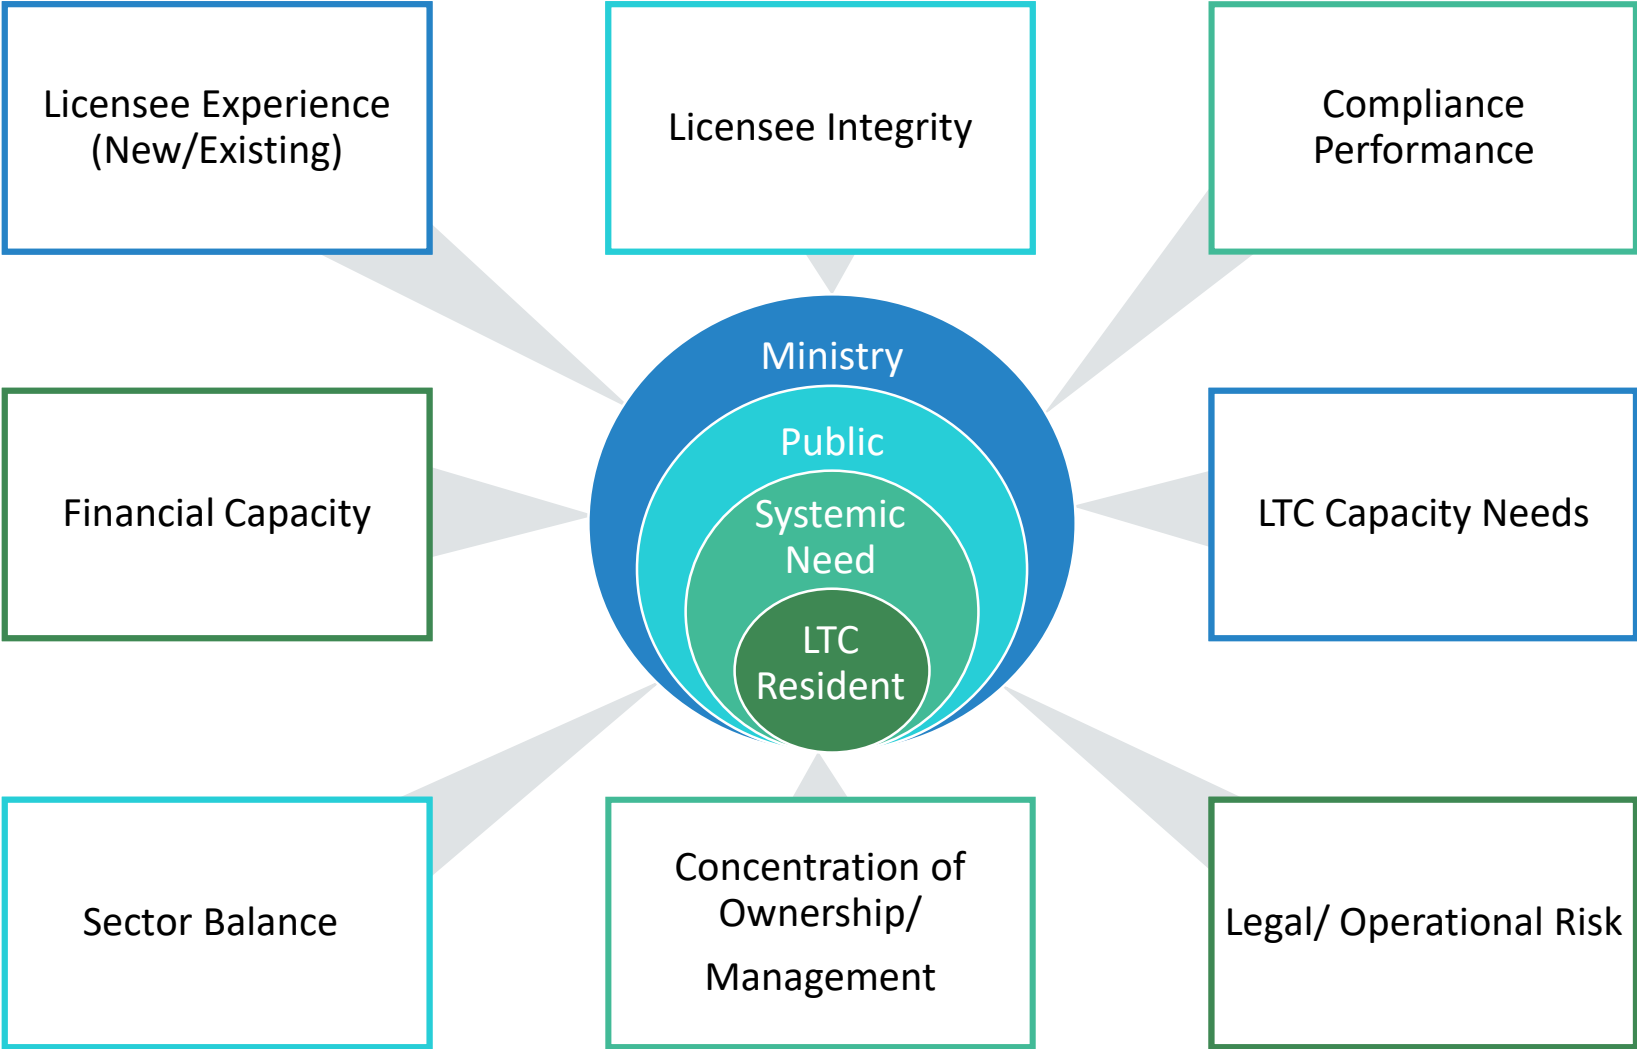 Licensee Experience
(New/Existing)
Licensee Integrity
Compliance
Performance
Ministry
Public
Systemic
Need
LTC
Resident
Financial Capacity
LTC Capacity Needs
Sector Balance
Concentration of
Ownership/
Management
Legal/ Operational Risk